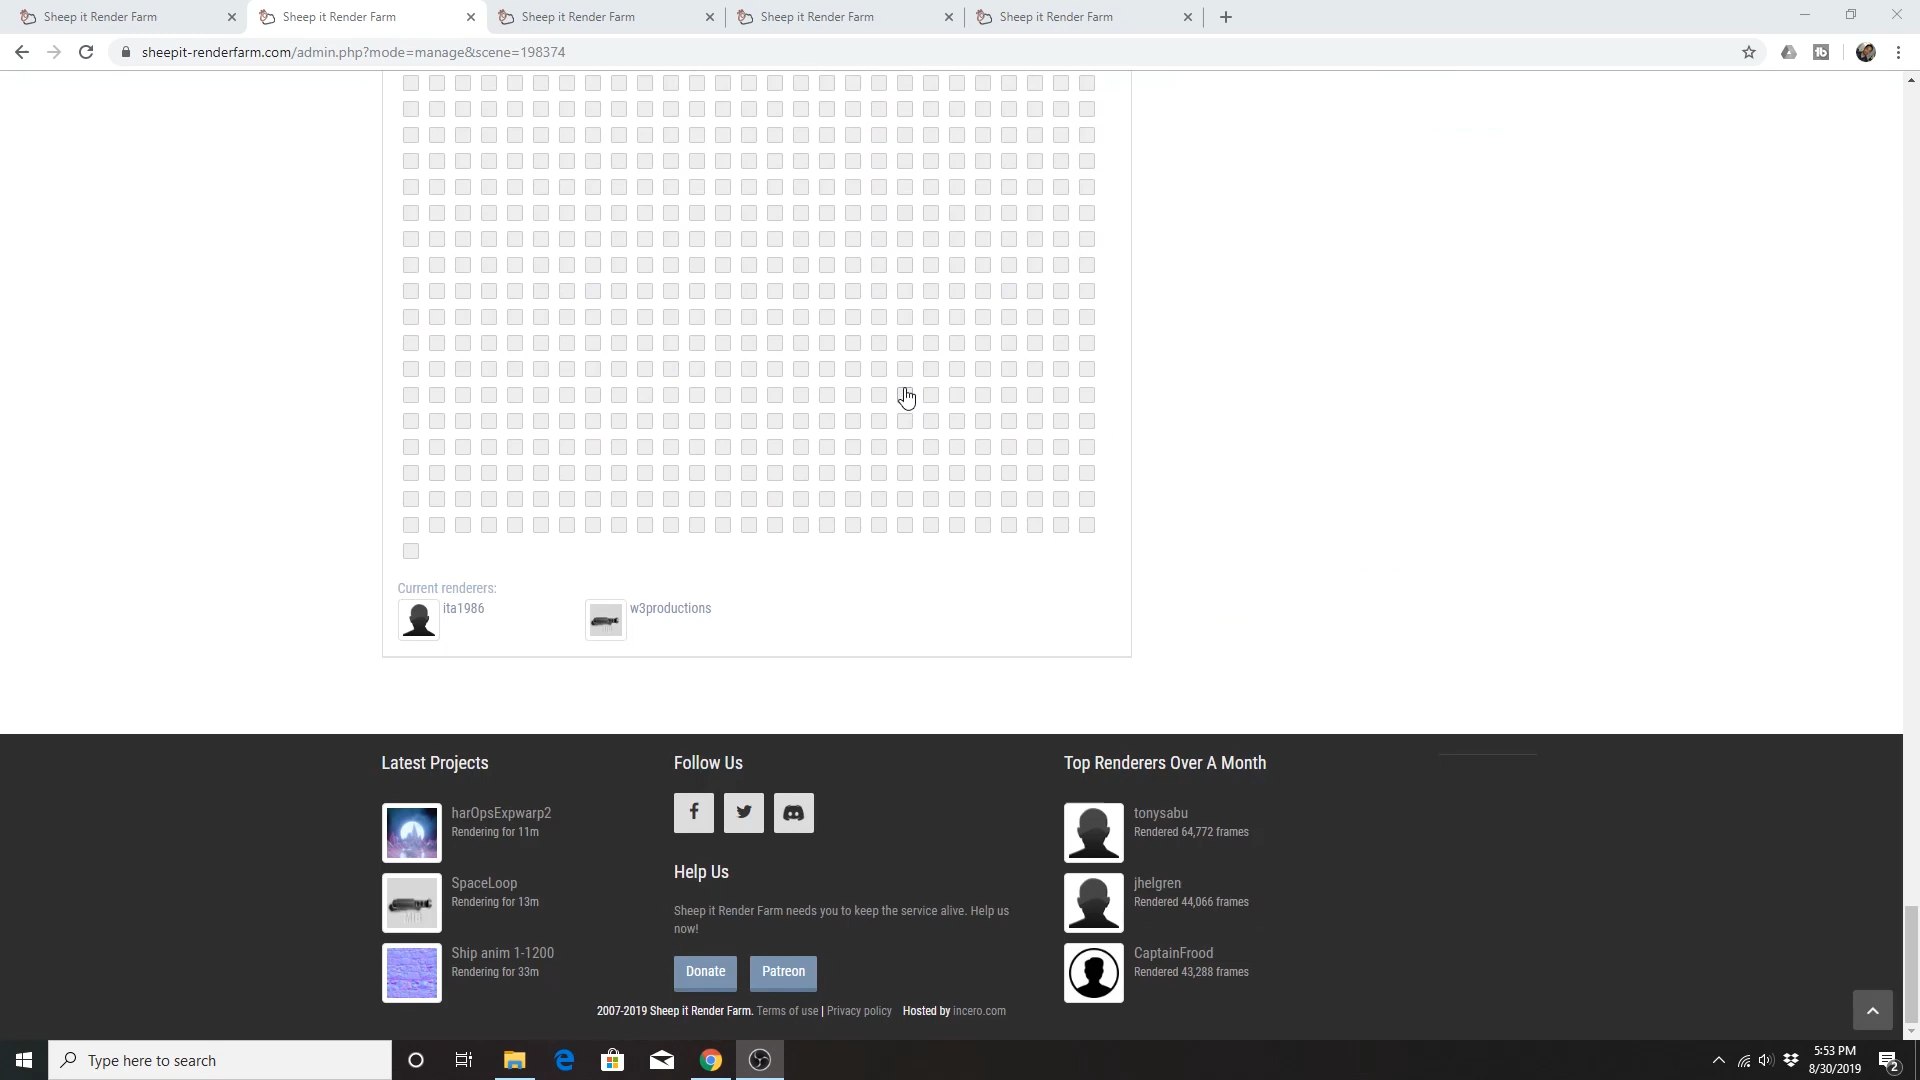 Sheep it Render Farm
Sheep it Render Farm
Sheep it Render Farm
Sheep it Render Farm
Sheep it Render Farm
sheepit-renderfarm.com/admin.php?mode=manage&scene=198374
Current renderers:
ita1986
w3productions
Latest Projects
harOpsExpwarp2
Rendering for 11m
SpaceLoop
Rendering for 13m
Ship anim 1-1200
Rendering for 33m
Follow Us
Help Us
Sheep it Render Farm needs you to keep the service alive. Help us
now!
Donate
Patreon
Top Renderers Over A Month
tonysabu
Rendered 64,772 frames
jhelgren
Rendered 44,066 frames
CaptainFrood
Rendered 43,288 frames
2007-2019 Sheep it Render Farm. Terms of use | Privacy policy Hosted by incero.com
Type here to search
5:53 PM
8/30/2019
2